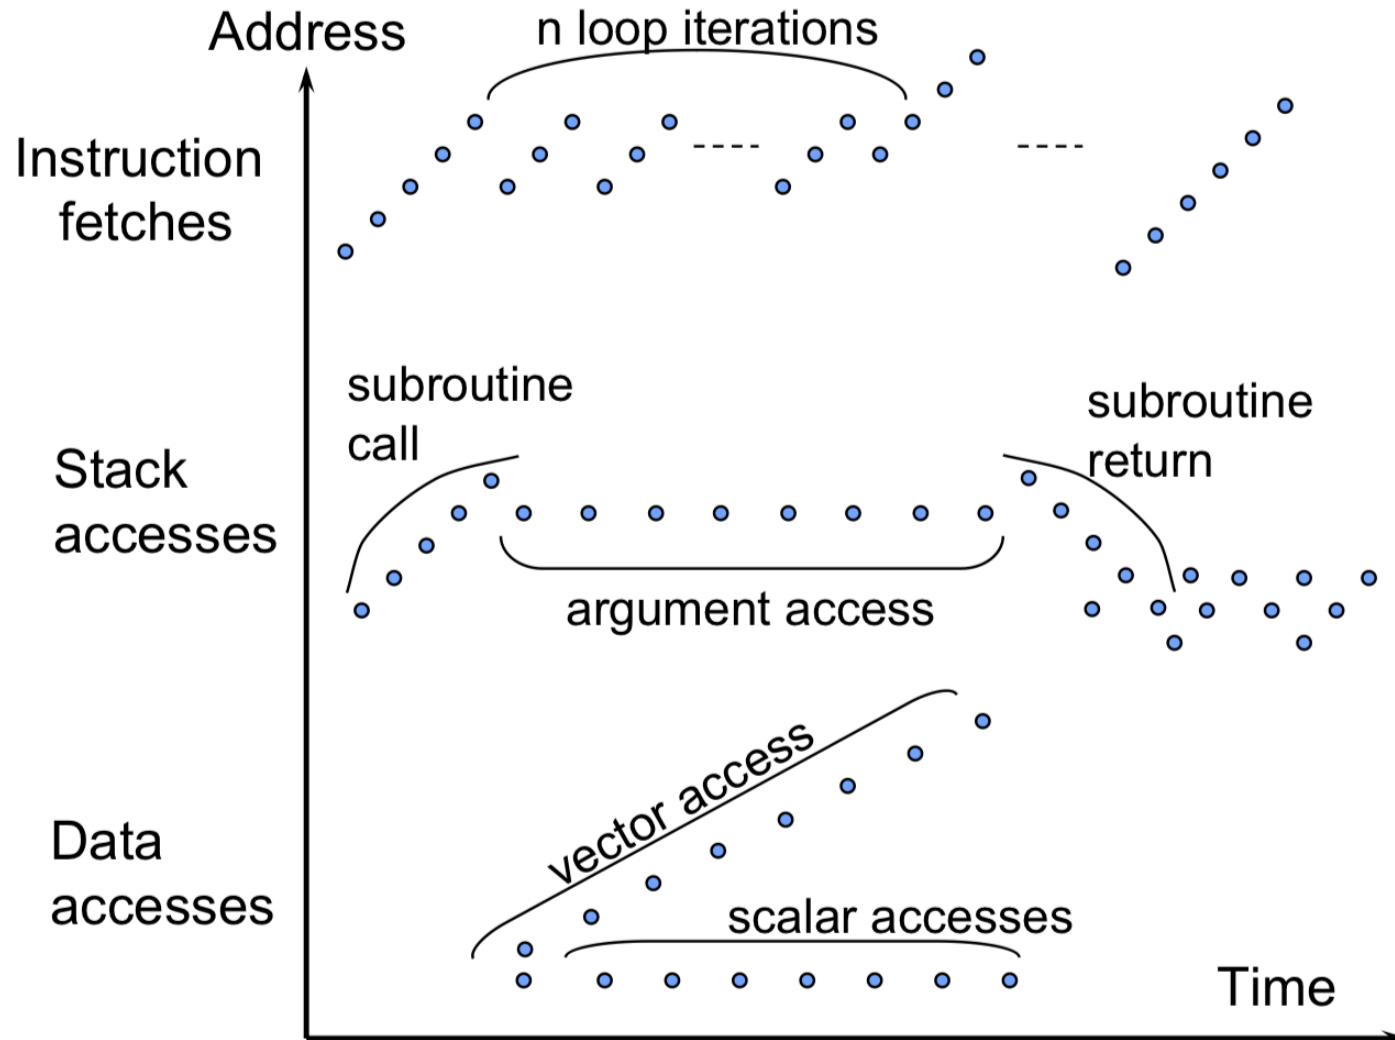 Address
n loop iterations
Instruction
fetches
subroutine
call
subroutine
return
Stack
accesses
argument access
vector access
Data
accesses
scalar accesses
Time